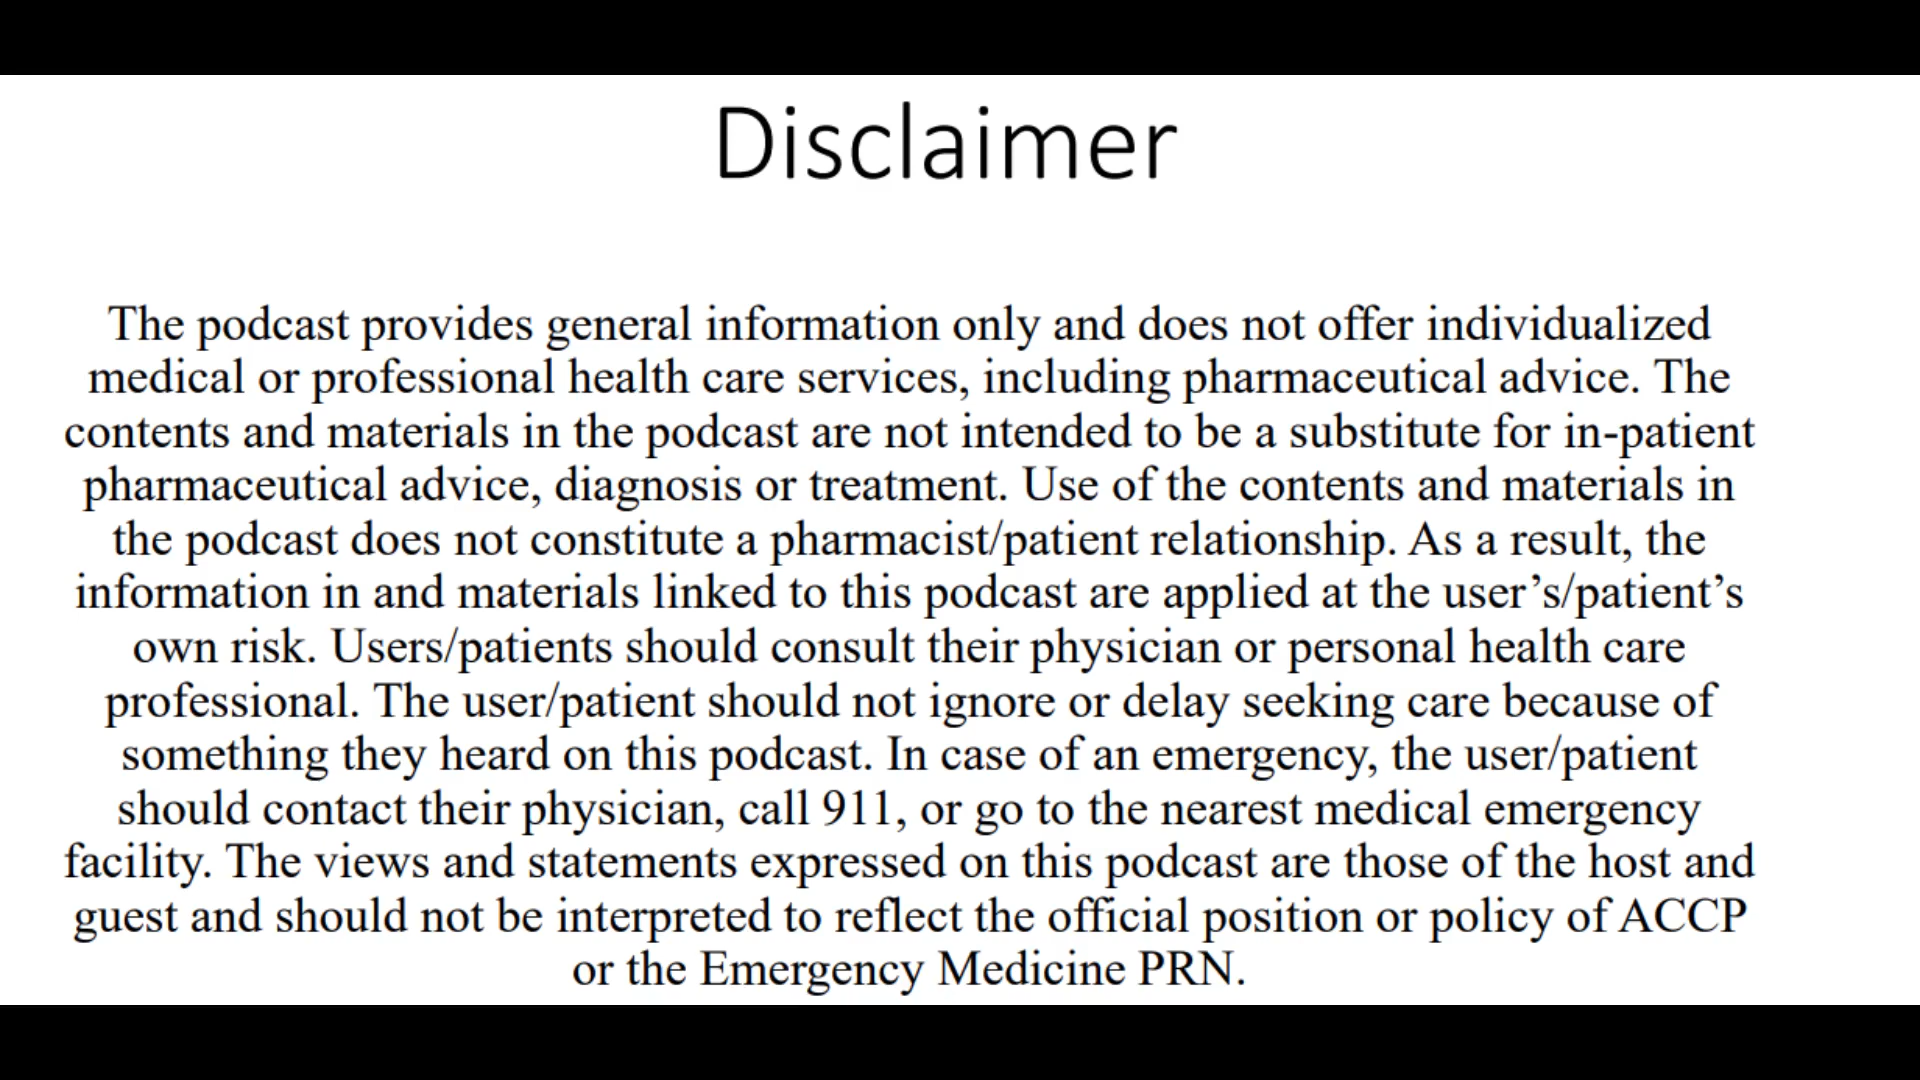 Disclaimer
The podcast provides general information only and does not offer individualized
medical or professional health care services, including pharmaceutical advice. The
contents and materials in the podcast are not intended to be a substitute for in-patient
pharmaceutical advice, diagnosis or treatment. Use of the contents and materials in
the podcast does not constitute a pharmacist/patient relationship. As a result, the
information in and materials linked to this podcast are applied at the user’s/patient’s
own risk. Users/patients should consult their physician or personal health care
professional. The user/patient should not ignore or delay seeking care because of
something they heard on this podcast. In case of an emergency, the user/patient
should contact their physician, call 911, or go to the nearest medical emergency
facility. The views and statements expressed on this podcast are those of the host and
guest and should not be interpreted to reflect the official position or policy of ACCP
or the Emergency Medicine PRN.